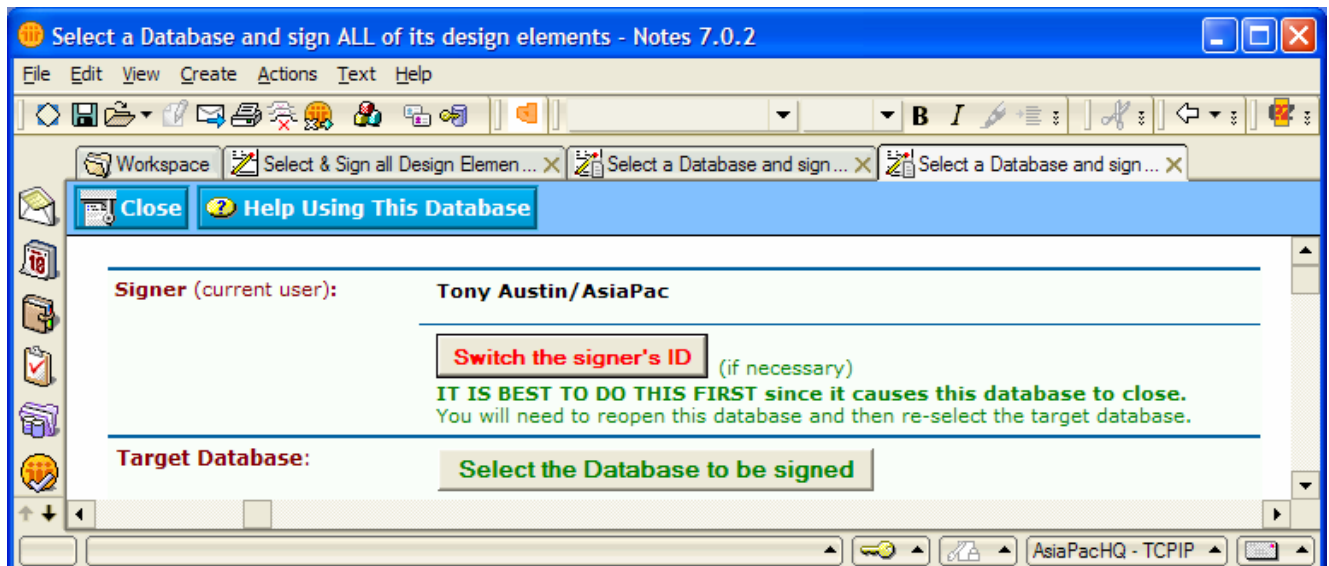 Select a Database and sign ALL of its design elements - Notes 7.0.2
File Edit View Create Actions Text Help
B I
Workspace Select & Sign all Design Elemen... Select a Database and sign... Select a Database and sign...
Close Help Using This Database
Signer (current user): Tony Austin/AsiaPac
Switch the signer's ID (if necessary)
IT IS BEST TO DO THIS FIRST since it causes this database to close.
You will need to reopen this database and then re-select the target database.
Target Database: Select the Database to be signed
AsiaPacHQ - TCPIP